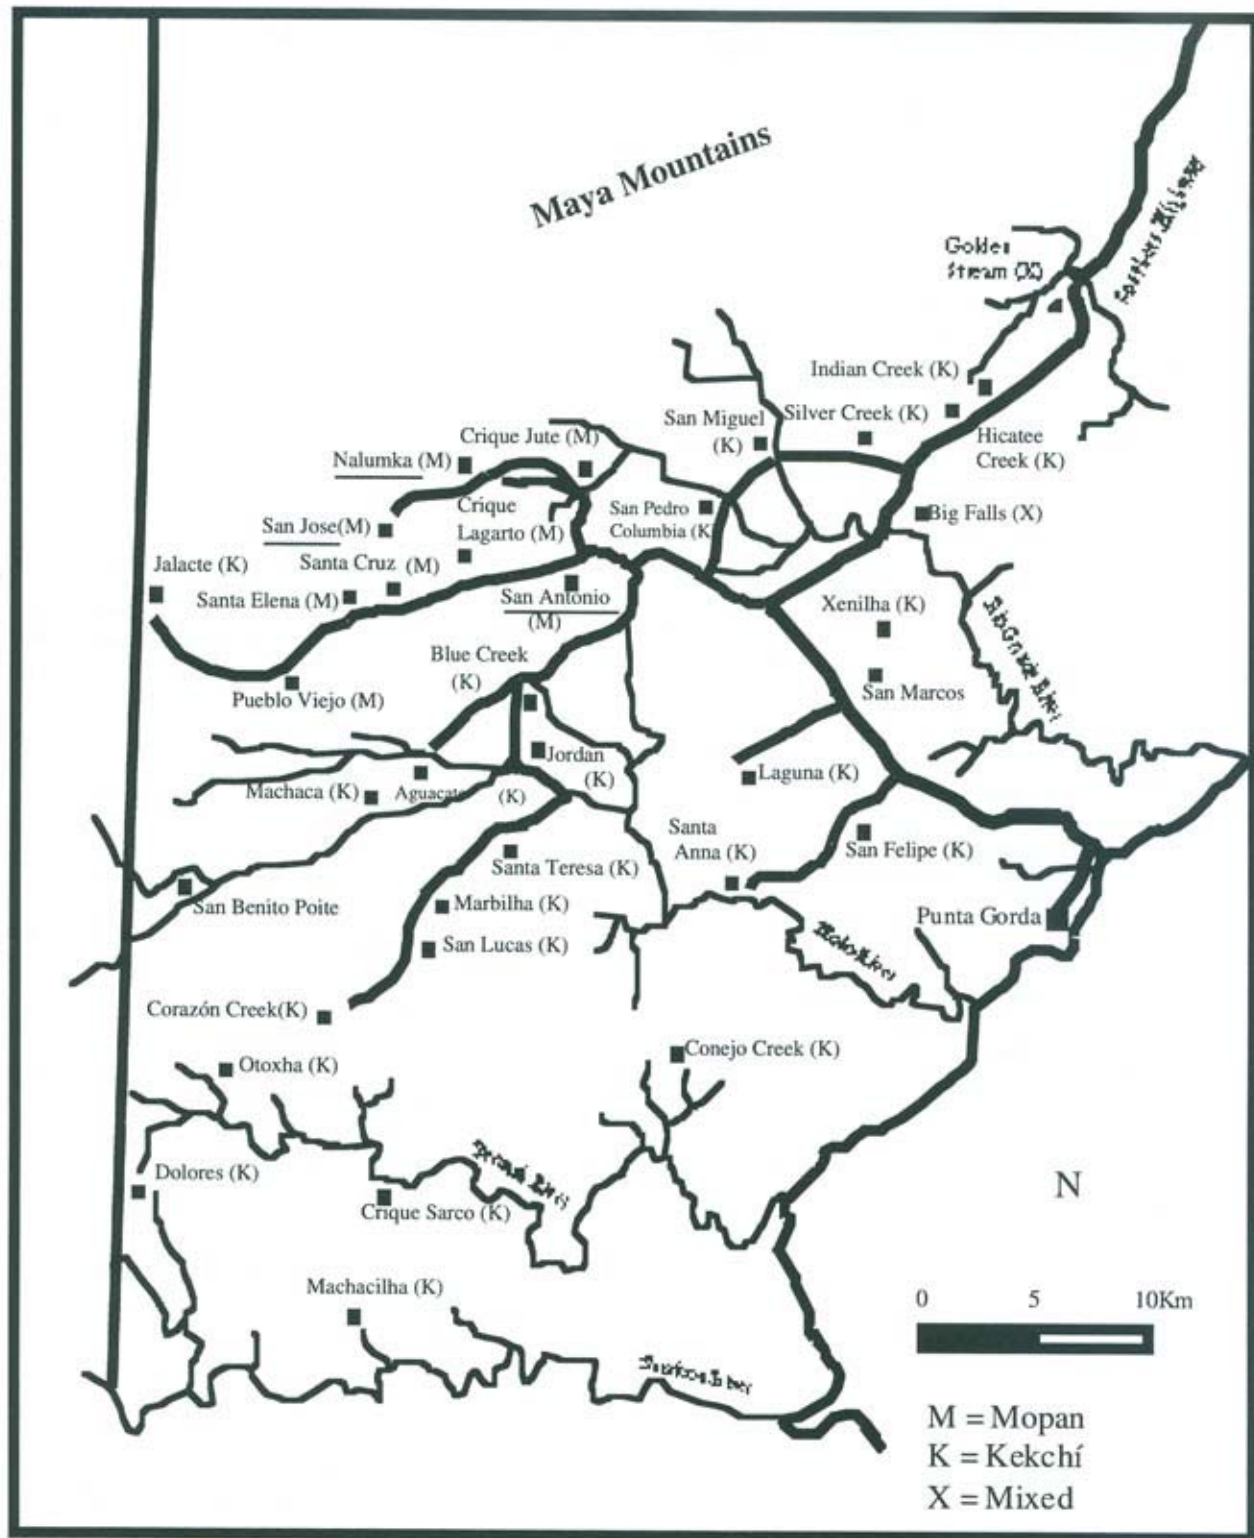 Maya Mountains
Golden
Stream
Indian Creek (K)
Silver Creek (K)
San Miguel
(K)
Hicatee
Creek (K)
Crique Jute (M)
Nalumka (M)
Crique
Lagarto (M)
San Pedro
Columbia (K
Big Falls (X)
San Jose(M)
Santa Cruz (M)
Jalacte (K)
Santa Elena (M)
San Antonio
(M)
Xenilha (K)
Blue Creek
(K)
San Marcos
Pueblo Viejo (M)
Jordan
(K)
Laguna (K)
Machaca (K)
Aguacate (K)
Santa
Anna (K)
San Felipe (K)
Santa Teresa (K)
San Benito Poite
Marbilha (K)
Punta Gorda
San Lucas (K)
Corazón Creek(K)
Conejo Creek (K)
Otoxha (K)
Dolores (K)
N
Crique Sarco (K)
Machacilha (K)
0 5 10Km
M = Mopan
K = Kekchí
X = Mixed